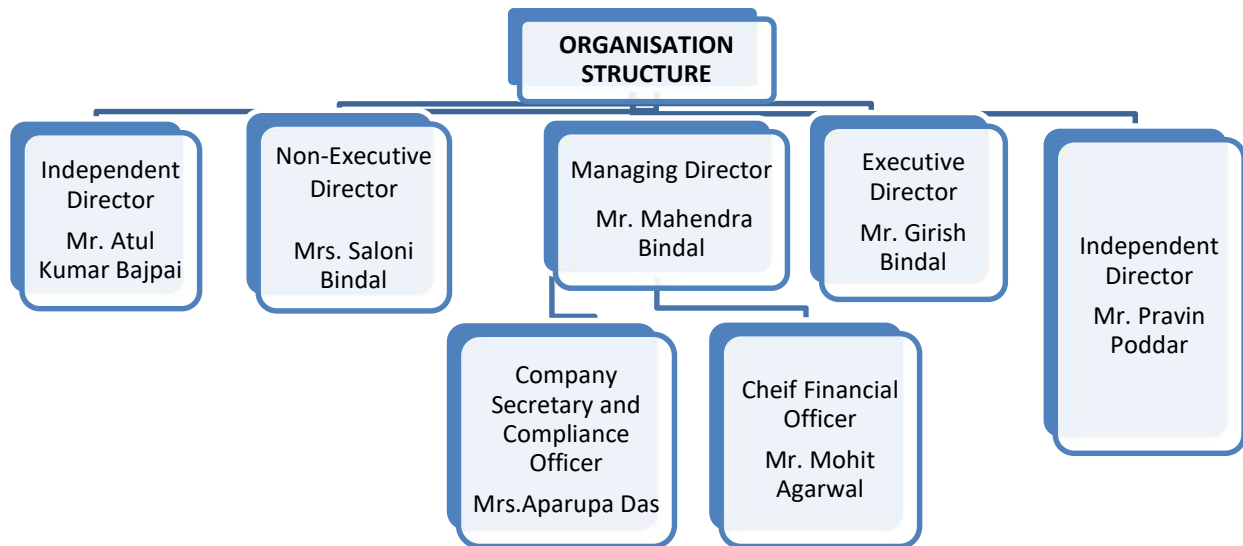 ORGANISATION
STRUCTURE
Independent
Director
Mr. Atul
Kumar Bajpai
Non-Executive
Director
Mrs. Saloni
Bindal
Managing Director
Mr. Mahendra
Bindal
Executive
Director
Mr. Girish
Bindal
Independent
Director
Mr. Pravin
Poddar
Company
Secretary and
Compliance
Officer
Mrs.Aparupa Das
Cheif Financial
Officer
Mr. Mohit
Agarwal